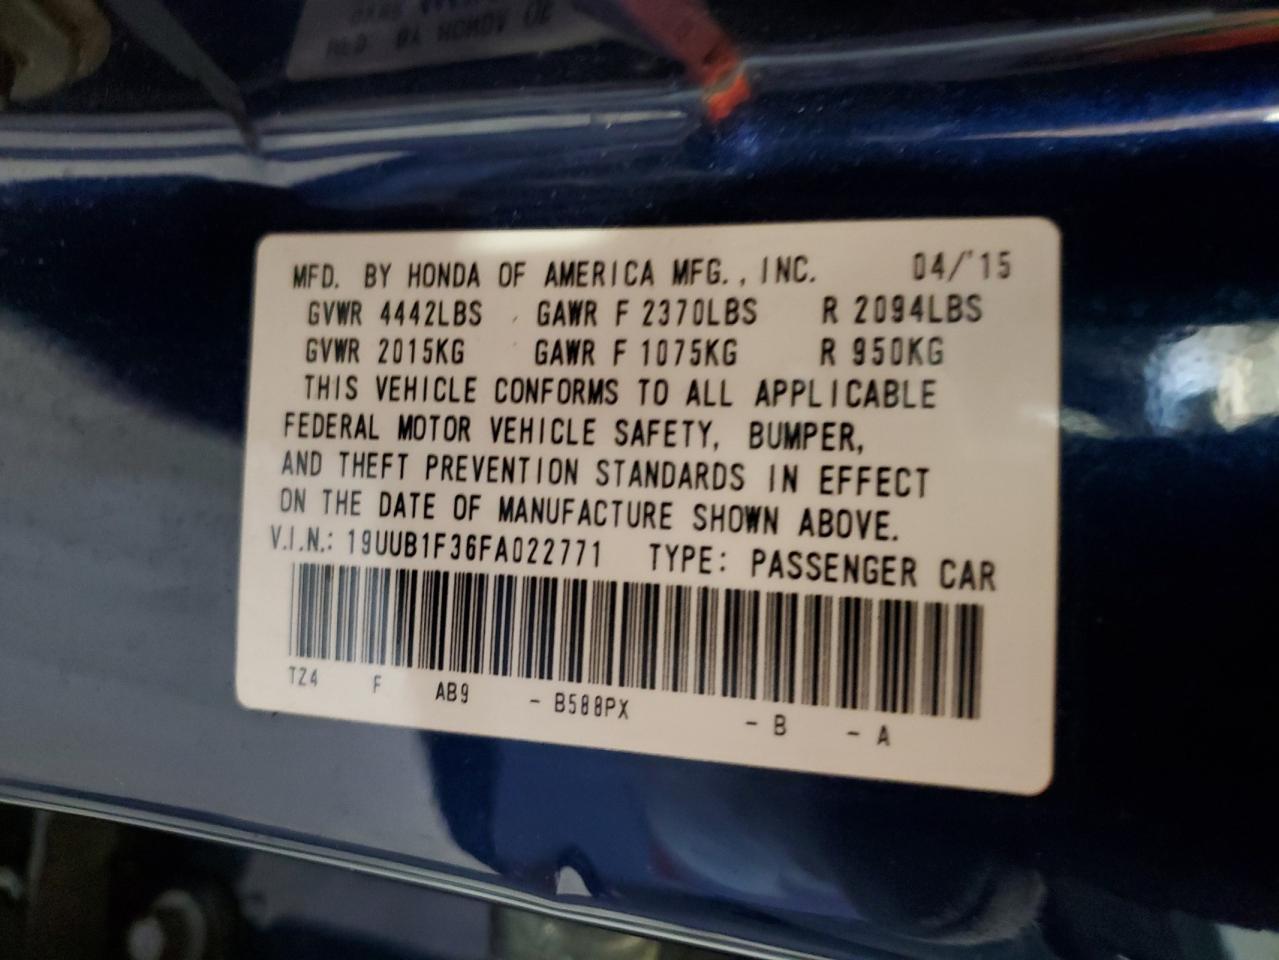 MFD. BY HONDA OF AMERICA MFG., INC. 04/'15
GVWR 4442LBS GAWR F 2370LBS R 2094LBS
GVWR 2015KG GAWR F 1075KG R 950KG
THIS VEHICLE CONFORMS TO ALL APPLICABLE
FEDERAL MOTOR VEHICLE SAFETY, BUMPER,
AND THEFT PREVENTION STANDARDS IN EFFECT
ON THE DATE OF MANUFACTURE SHOWN ABOVE.
V.I.N.: 19UUB1F36FA022771 TYPE: PASSENGER CAR
TZ4 F AB9 - B588PX - B - A